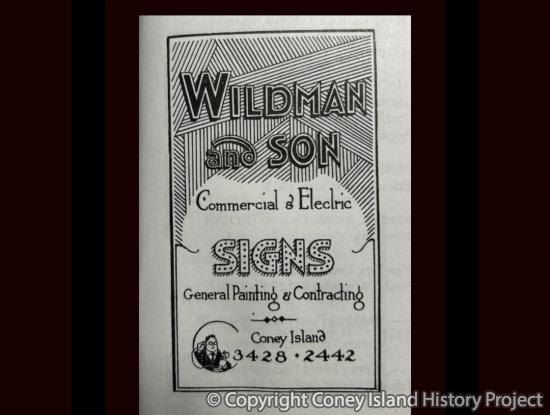 WILDMAN
and SON
Commercial & Electric
SIGNS
General Painting & Contracting
Coney Island
3428 · 2442
© Copyright Coney Island History Project